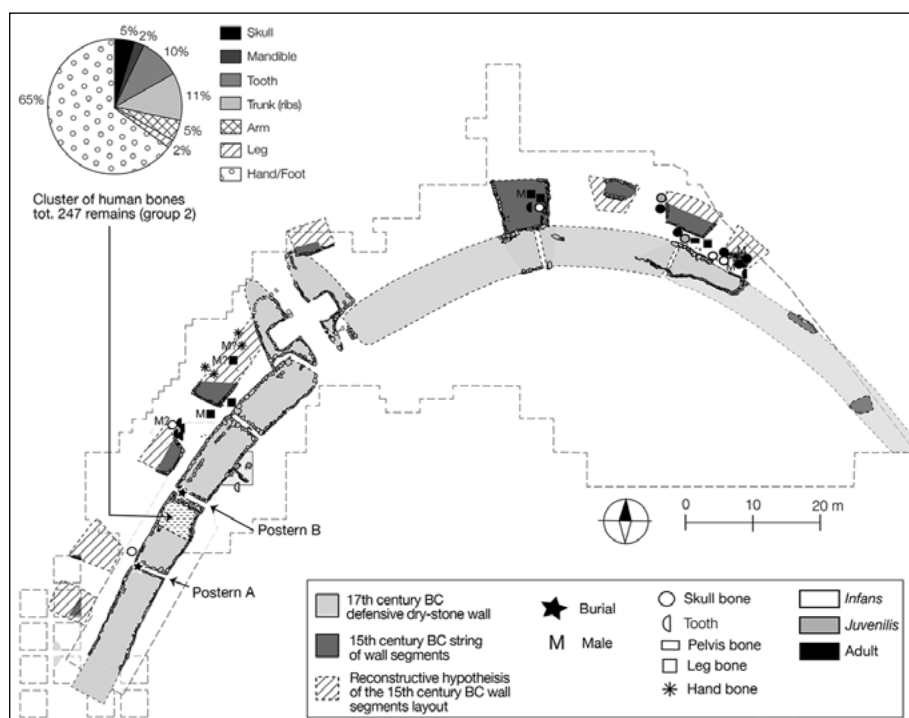 5%
2%
10%
11%
5%
2%
65%
Skull
Mandible
Tooth
Trunk (ribs)
Arm
Leg
Hand/Foot
Cluster of human bones
tot. 247 remains (group 2)
M
M?
M?
M
M?
Postern B
Postern A
0 10 20 m
17th century BC
defensive dry-stone wall
15th century BC string
of wall segments
Reconstructive hypotheisis
of the 15th century BC wall
segments layout
Burial
M Male
Skull bone
Tooth
Pelvis bone
Leg bone
Hand bone
Infans
Juvenilis
Adult